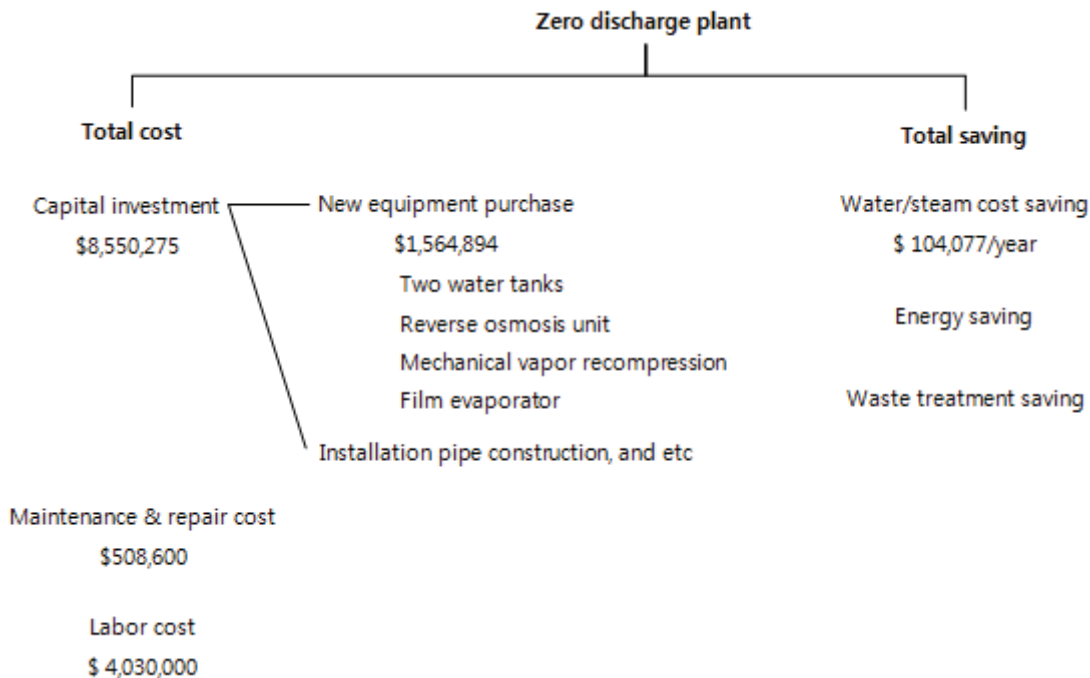 Zero discharge plant
Total cost
Total saving
Capital investment
$8,550,275
New equipment purchase
$1,564,894
Two water tanks
Reverse osmosis unit
Mechanical vapor recompression
Film evaporator
Installation pipe construction, and etc
Water/steam cost saving
$ 104,077/year
Energy saving
Waste treatment saving
Maintenance & repair cost
$508,600
Labor cost
$ 4,030,000